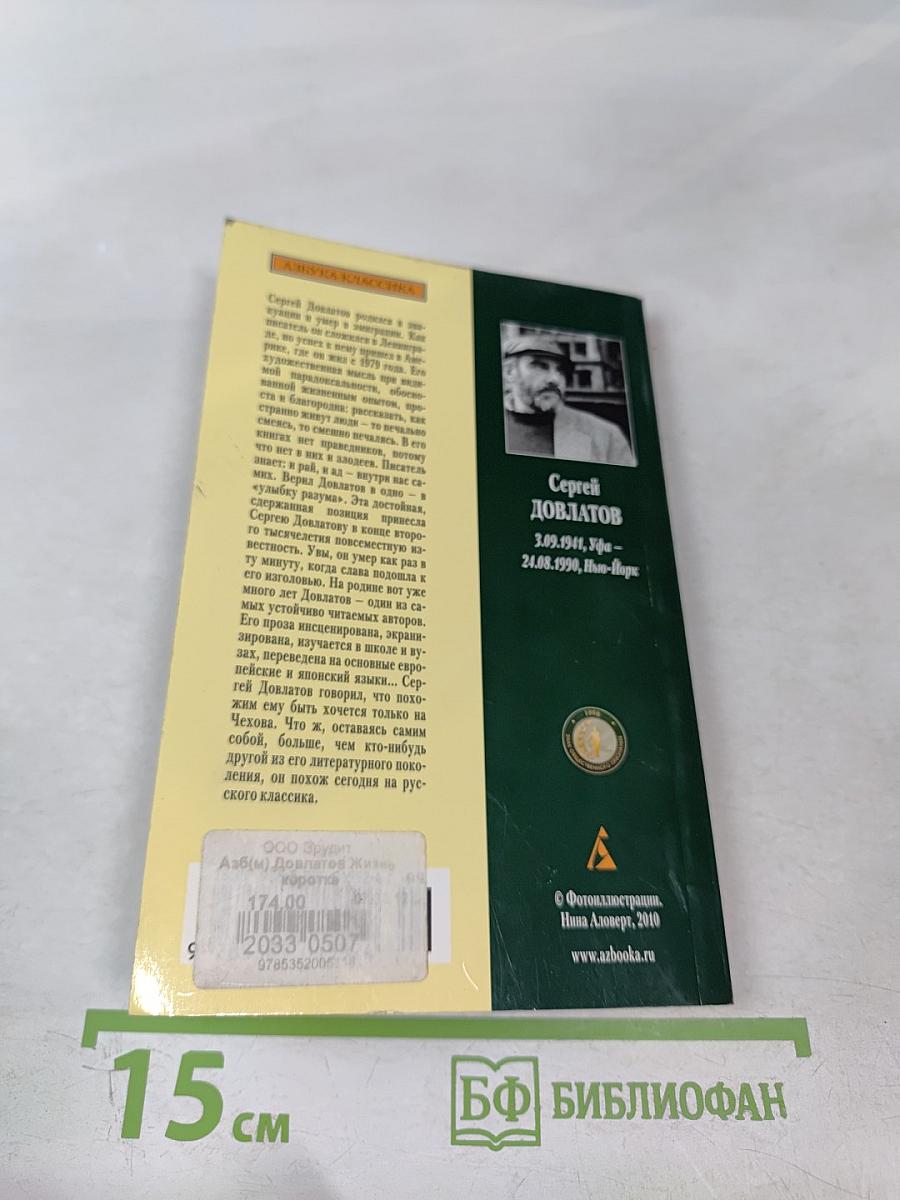 АЗБУКА-КЛАССИКА
Сергей Довлатов родился в эва-
куации и умер в эмиграции. Как
писатель он сложился в Ленингра-
де, но успех к нему пришел в Аме-
рике, где он жил с 1979 года. Его
художественная мысль при види-
мой парадоксальности, обосно-
ванной жизненным опытом, про-
ста и благородна: рассказать, как
странно живут люди – то печально
смеясь, то смешно печалясь. В его
книгах нет праведников, потому
что нет в них и злодеев. Писатель
знает: и рай, и ад – внутри нас са-
мих. Верил Довлатов в одно – в
«улыбку разума». Эта достойная,
сдержанная позиция принесла
Сергею Довлатову в конце второ-
го тысячелетия повсеместную из-
вестность. Увы, он умер как раз в
ту минуту, когда слава подошла к
его изголовью. На родине вот уже
много лет Довлатов – один из са-
мых устойчиво читаемых авторов.
Его проза инсценирована, экрани-
зирована, изучается в школе и ву-
зах, переведена на основные евро-
пейские и японский языки... Сер-
гей Довлатов говорил, что похо-
жим ему быть хочется только на
Чехова. Что ж, оставаясь самим
собой, больше, чем кто-нибудь
другой из его литературного поко-
ления, он похож сегодня на рус-
ского классика.
ООО Эрудит
Азб(м) Довлатов Жизнь
коротка
174.00
2033 0507
Сергей
ДОВЛАТОВ
3.09.1941, Уфа –
24.08.1990, Нью-Йорк
© Фотоиллюстрации.
Нина Аловерт, 2010
www.azbooka.ru
15 см
БФ БИБЛИОФАН